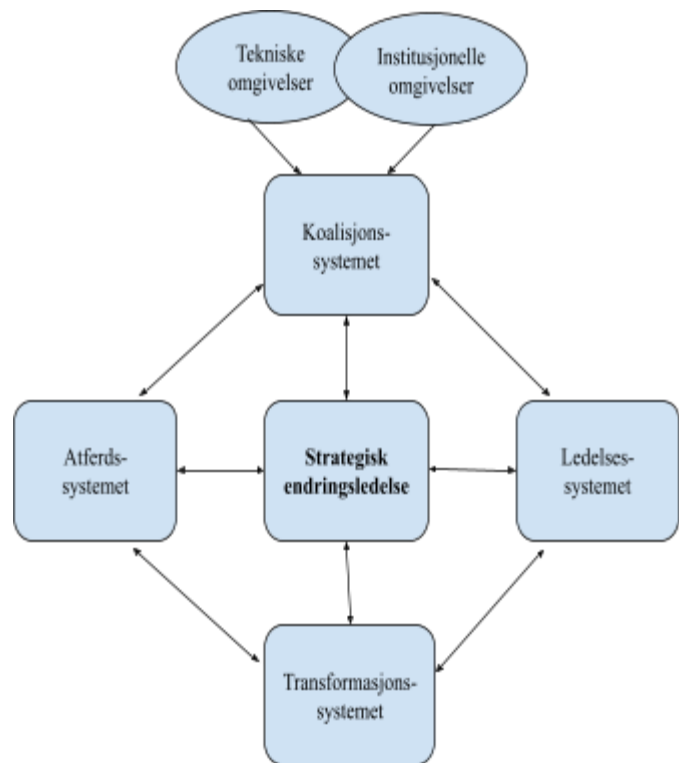 Tekniske
omgivelser
Institusjonelle
omgivelser
Koalisjons-
systemet
Atferds-
systemet
Strategisk
endringsledelse
Ledelses-
systemet
Transformasjons-
systemet